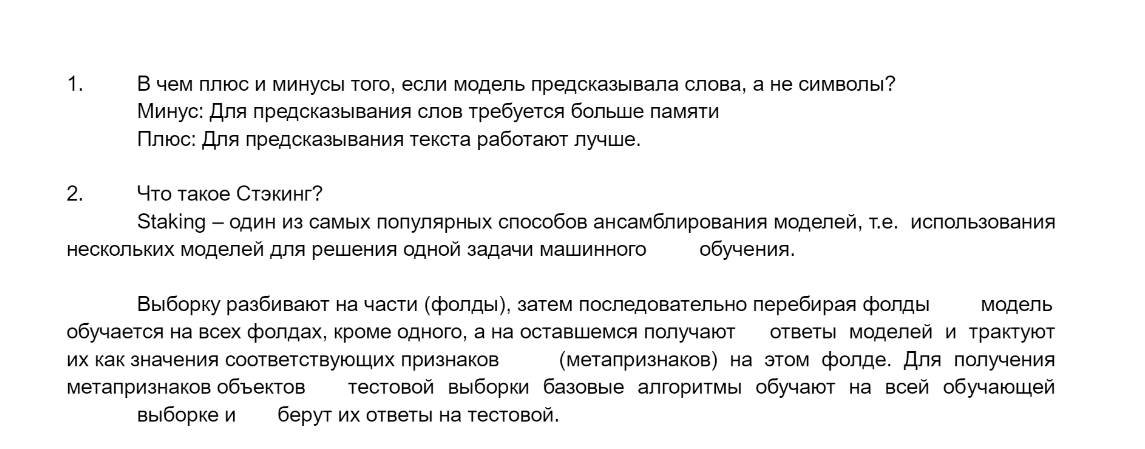 1. В чем плюс и минусы того, если модель предсказывала слова, а не символы?
Минус: Для предсказывания слов требуется больше памяти
Плюс: Для предсказывания текста работают лучше.
2. Что такое Стэкинг?
Staking – один из самых популярных способов ансамблирования моделей, т.е. использования
нескольких моделей для решения одной задачи машинного обучения.
Выборку разбивают на части (фолды), затем последовательно перебирая фолды модель
обучается на всех фолдах, кроме одного, а на оставшемся получают ответы моделей и трактуют
их как значения соответствующих признаков (метапризнаков) на этом фолде. Для получения
метапризнаков объектов тестовой выборки базовые алгоритмы обучают на всей обучающей
выборке и берут их ответы на тестовой.